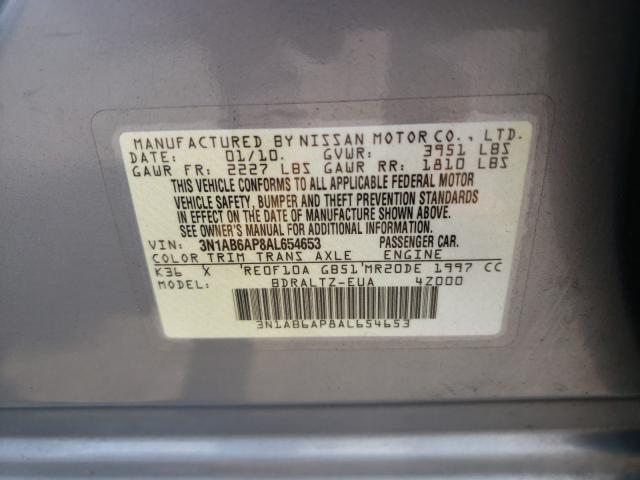 MANUFACTURED BY NISSAN MOTOR CO., LTD.
DATE: 01/10. GVWR: 3951 LBS
GAWR FR: 2227 LBS GAWR RR: 1810 LBS
THIS VEHICLE CONFORMS TO ALL APPLICABLE FEDERAL MOTOR
VEHICLE SAFETY, BUMPER AND THEFT PREVENTION STANDARDS
IN EFFECT ON THE DATE OF MANUFACTURE SHOWN ABOVE.
SEE OWNER'S MANUAL FOR ADDITIONAL INFORMATION.
VIN: 3N1AB6AP8AL654653 PASSENGER CAR.
COLOR TRIM TRANS AXLE ENGINE
K36 X 'RE0F10A GB51'MR20DE 1997 CC
MODEL: BDRALTZ-EUA 4Z000
3N1AB6AP8AL654653